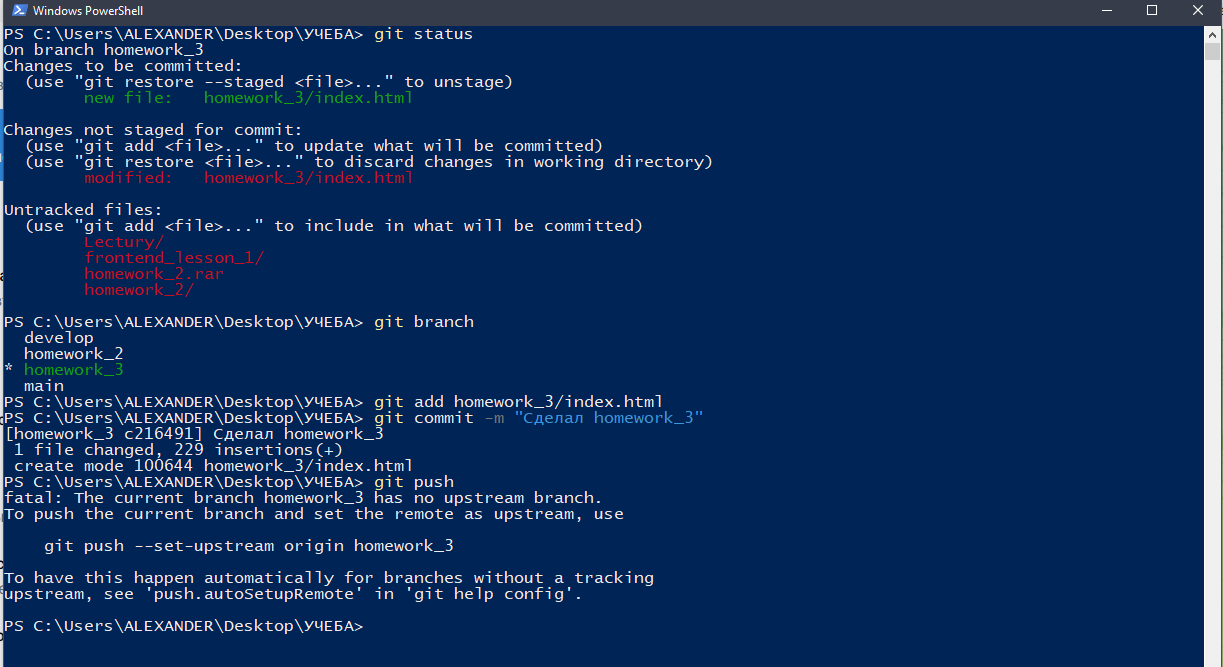 Windows PowerShell
PS C:\Users\ALEXANDER\Desktop\УЧЕБА> git status
On branch homework_3
Changes to be committed:
  (use "git restore --staged <file>..." to unstage)
        new file:   homework_3/index.html

Changes not staged for commit:
  (use "git add <file>..." to update what will be committed)
  (use "git restore <file>..." to discard changes in working directory)
        modified:   homework_3/index.html

Untracked files:
  (use "git add <file>..." to include in what will be committed)
        Lectury/
        frontend_lesson_1/
        homework_2.rar
        homework_2/

PS C:\Users\ALEXANDER\Desktop\УЧЕБА> git branch
  develop
  homework_2
* homework_3
  main
PS C:\Users\ALEXANDER\Desktop\УЧЕБА> git add homework_3/index.html
PS C:\Users\ALEXANDER\Desktop\УЧЕБА> git commit -m "Сделал homework_3"
[homework_3 c216491] Сделал homework_3
 1 file changed, 229 insertions(+)
 create mode 100644 homework_3/index.html
PS C:\Users\ALEXANDER\Desktop\УЧЕБА> git push
fatal: The current branch homework_3 has no upstream branch.
To push the current branch and set the remote as upstream, use

    git push --set-upstream origin homework_3

To have this happen automatically for branches without a tracking
upstream, see 'push.autoSetupRemote' in 'git help config'.

PS C:\Users\ALEXANDER\Desktop\УЧЕБА>